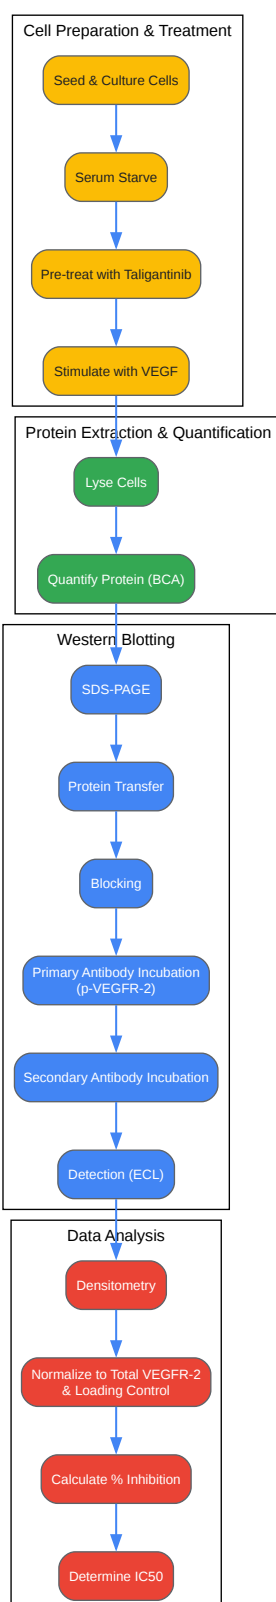 Cell Preparation & Treatment
Seed & Culture Cells
Serum Starve
Pre-treat with Taligantinib
Stimulate with VEGF
Protein Extraction & Quantification
Lyse Cells
Quantify Protein (BCA)
Western Blotting
SDS-PAGE
Protein Transfer
Blocking
Primary Antibody Incubation
(p-VEGFR-2)
Secondary Antibody Incubation
Detection (ECL)
Data Analysis
Densitometry
Normalize to Total VEGFR-2
& Loading Control
Calculate % Inhibition
Determine IC50